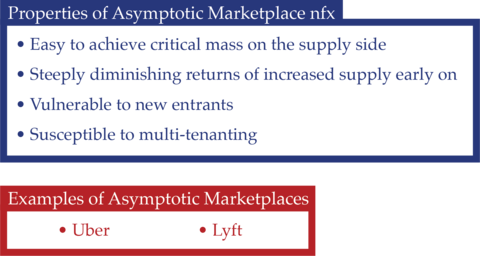 Properties of Asymptotic Marketplace nfx
• Easy to achieve critical mass on the supply side
• Steeply diminishing returns of increased supply early on
• Vulnerable to new entrants
• Susceptible to multi-tenanting
Examples of Asymptotic Marketplaces
• Uber • Lyft